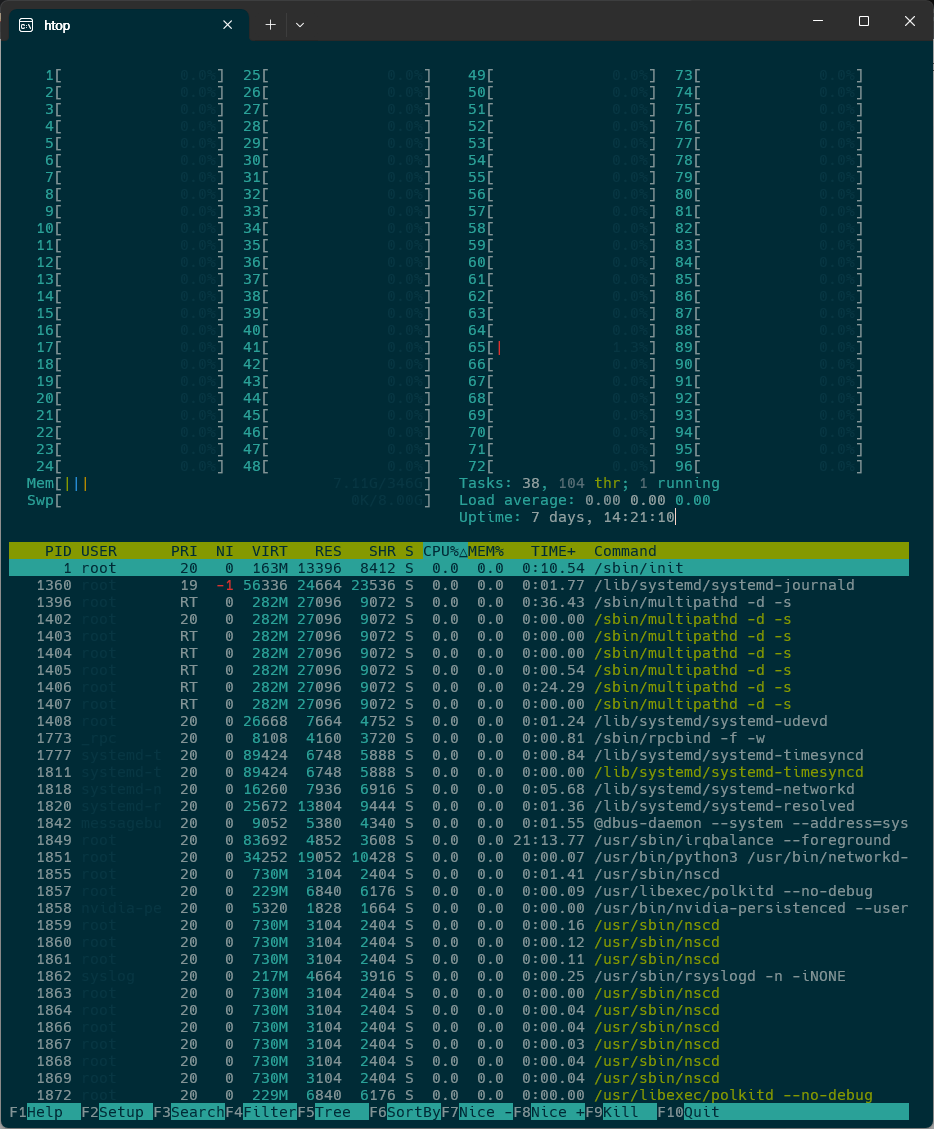 htop
1[ 0.0%] 25[ 0.0%] 49[ 0.0%] 73[ 0.0%]
2[ 0.0%] 26[ 0.0%] 50[ 0.0%] 74[ 0.0%]
3[ 0.0%] 27[ 0.0%] 51[ 0.0%] 75[ 0.0%]
4[ 0.0%] 28[ 0.0%] 52[ 0.0%] 76[ 0.0%]
5[ 0.0%] 29[ 0.0%] 53[ 0.0%] 77[ 0.0%]
6[ 0.0%] 30[ 0.0%] 54[ 0.0%] 78[ 0.0%]
7[ 0.0%] 31[ 0.0%] 55[ 0.0%] 79[ 0.0%]
8[ 0.0%] 32[ 0.0%] 56[ 0.0%] 80[ 0.0%]
9[ 0.0%] 33[ 0.0%] 57[ 0.0%] 81[ 0.0%]
10[ 0.0%] 34[ 0.0%] 58[ 0.0%] 82[ 0.0%]
11[ 0.0%] 35[ 0.0%] 59[ 0.0%] 83[ 0.0%]
12[ 0.0%] 36[ 0.0%] 60[ 0.0%] 84[ 0.0%]
13[ 0.0%] 37[ 0.0%] 61[ 0.0%] 85[ 0.0%]
14[ 0.0%] 38[ 0.0%] 62[ 0.0%] 86[ 0.0%]
15[ 0.0%] 39[ 0.0%] 63[ 0.0%] 87[ 0.0%]
16[ 0.0%] 40[ 0.0%] 64[ 0.0%] 88[ 0.0%]
17[ 0.0%] 41[ 0.0%] 65[| 1.3%] 89[ 0.0%]
18[ 0.0%] 42[ 0.0%] 66[ 0.0%] 90[ 0.0%]
19[ 0.0%] 43[ 0.0%] 67[ 0.0%] 91[ 0.0%]
20[ 0.0%] 44[ 0.0%] 68[ 0.0%] 92[ 0.0%]
21[ 0.0%] 45[ 0.0%] 69[ 0.0%] 93[ 0.0%]
22[ 0.0%] 46[ 0.0%] 70[ 0.0%] 94[ 0.0%]
23[ 0.0%] 47[ 0.0%] 71[ 0.0%] 95[ 0.0%]
24[ 0.0%] 48[ 0.0%] 72[ 0.0%] 96[ 0.0%]
Mem[||| 7.11G/346G] Tasks: 38, 104 thr; 1 running
Swp[ 0K/8.00G] Load average: 0.00 0.00 0.00
Uptime: 7 days, 14:21:10
PID USER PRI NI VIRT RES SHR S CPU%△MEM% TIME+ Command
1 root 20 0 163M 13396 8412 S 0.0 0.0 0:10.54 /sbin/init
1360 root 19 -1 56336 24664 23536 S 0.0 0.0 0:01.77 /lib/systemd/systemd-journald
1396 root RT 0 282M 27096 9072 S 0.0 0.0 0:36.43 /sbin/multipathd -d -s
1402 root 20 0 282M 27096 9072 S 0.0 0.0 0:00.00 /sbin/multipathd -d -s
1403 root RT 0 282M 27096 9072 S 0.0 0.0 0:00.00 /sbin/multipathd -d -s
1404 root RT 0 282M 27096 9072 S 0.0 0.0 0:00.00 /sbin/multipathd -d -s
1405 root RT 0 282M 27096 9072 S 0.0 0.0 0:00.54 /sbin/multipathd -d -s
1406 root RT 0 282M 27096 9072 S 0.0 0.0 0:24.29 /sbin/multipathd -d -s
1407 root RT 0 282M 27096 9072 S 0.0 0.0 0:00.00 /sbin/multipathd -d -s
1408 root 20 0 26668 7664 4752 S 0.0 0.0 0:01.24 /lib/systemd/systemd-udevd
1773 _rpc 20 0 8108 4160 3720 S 0.0 0.0 0:00.81 /sbin/rpcbind -f -w
1777 systemd-t 20 0 89424 6748 5888 S 0.0 0.0 0:00.84 /lib/systemd/systemd-timesyncd
1811 systemd-t 20 0 89424 6748 5888 S 0.0 0.0 0:00.00 /lib/systemd/systemd-timesyncd
1818 systemd-n 20 0 16260 7936 6916 S 0.0 0.0 0:05.68 /lib/systemd/systemd-networkd
1820 systemd-r 20 0 25672 13804 9444 S 0.0 0.0 0:01.36 /lib/systemd/systemd-resolved
1842 messagebu 20 0 9052 5380 4340 S 0.0 0.0 0:01.55 @dbus-daemon --system --address=sys
1849 root 20 0 83692 4852 3608 S 0.0 0.0 21:13.77 /usr/sbin/irqbalance --foreground
1851 root 20 0 34252 19052 10428 S 0.0 0.0 0:00.07 /usr/bin/python3 /usr/bin/networkd-
1855 root 20 0 730M 3104 2404 S 0.0 0.0 0:01.41 /usr/sbin/nscd
1857 root 20 0 229M 6840 6176 S 0.0 0.0 0:00.09 /usr/libexec/polkitd --no-debug
1858 nvidia-pe 20 0 5320 1828 1664 S 0.0 0.0 0:00.00 /usr/bin/nvidia-persistenced --user
1859 root 20 0 730M 3104 2404 S 0.0 0.0 0:00.16 /usr/sbin/nscd
1860 root 20 0 730M 3104 2404 S 0.0 0.0 0:00.12 /usr/sbin/nscd
1861 root 20 0 730M 3104 2404 S 0.0 0.0 0:00.11 /usr/sbin/nscd
1862 syslog 20 0 217M 4664 3916 S 0.0 0.0 0:00.25 /usr/sbin/rsyslogd -n -iNONE
1863 root 20 0 730M 3104 2404 S 0.0 0.0 0:00.00 /usr/sbin/nscd
1864 root 20 0 730M 3104 2404 S 0.0 0.0 0:00.04 /usr/sbin/nscd
1866 root 20 0 730M 3104 2404 S 0.0 0.0 0:00.04 /usr/sbin/nscd
1867 root 20 0 730M 3104 2404 S 0.0 0.0 0:00.03 /usr/sbin/nscd
1868 root 20 0 730M 3104 2404 S 0.0 0.0 0:00.04 /usr/sbin/nscd
1869 root 20 0 730M 3104 2404 S 0.0 0.0 0:00.04 /usr/sbin/nscd
1872 root 20 0 229M 6840 6176 S 0.0 0.0 0:00.00 /usr/libexec/polkitd --no-debug
F1Help F2Setup F3SearchF4FilterF5Tree F6SortByF7Nice -F8Nice +F9Kill F10Quit